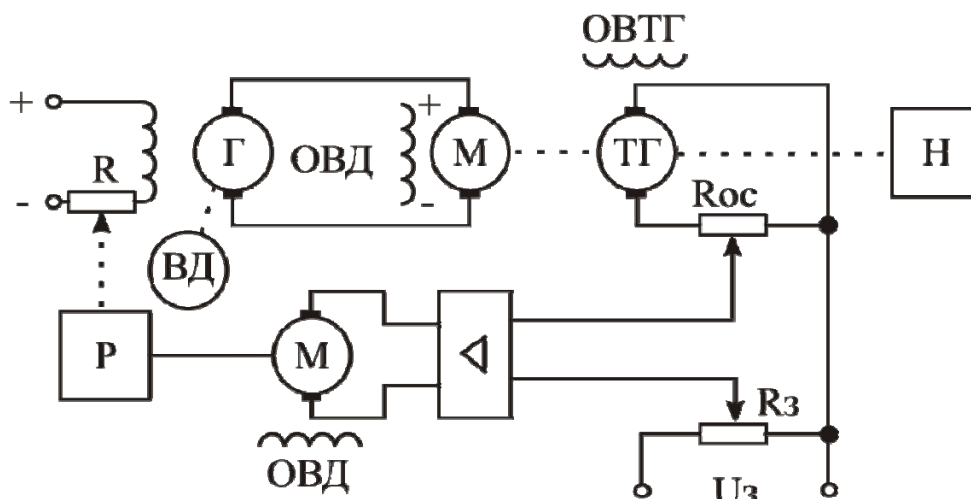 ОВТГ
+
R
-
Г
ОВД
+
М
-
ТГ
Н
Rос
ВД
Р
М
ОВД
Rз
Uз